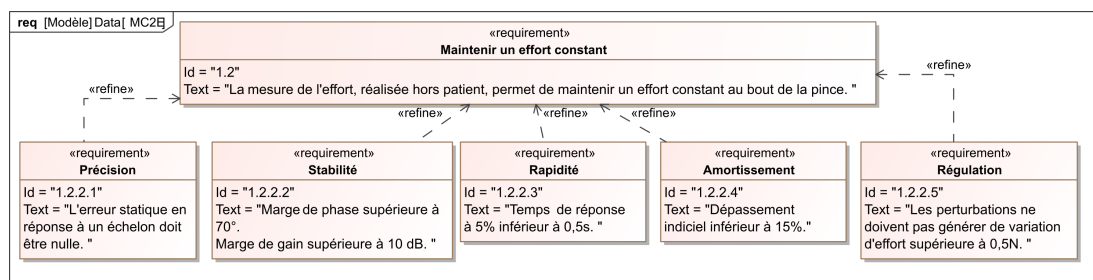 req [Modèle] Data[ MC2E]
«requirement»
Maintenir un effort constant
Id = "1.2"
Text = "La mesure de l'effort, réalisée hors patient, permet de maintenir un effort constant au bout de la pince. "
«refine»
«refine»
«refine»
«refine»
«refine»
«requirement»
Précision
Id = "1.2.2.1"
Text = "L'erreur statique en
réponse à un échelon doit
être nulle. "
«requirement»
Stabilité
Id = "1.2.2.2"
Text = "Marge de phase supérieure à
70°.
Marge de gain supérieure à 10 dB. "
«requirement»
Rapidité
Id = "1.2.2.3"
Text = "Temps de réponse
à 5% inférieur à 0,5s. "
«requirement»
Amortissement
Id = "1.2.2.4"
Text = "Dépassement
indiciel inférieur à 15%."
«requirement»
Régulation
Id = "1.2.2.5"
Text = "Les perturbations ne
doivent pas générer de variation
d'effort supérieure à 0,5N. "